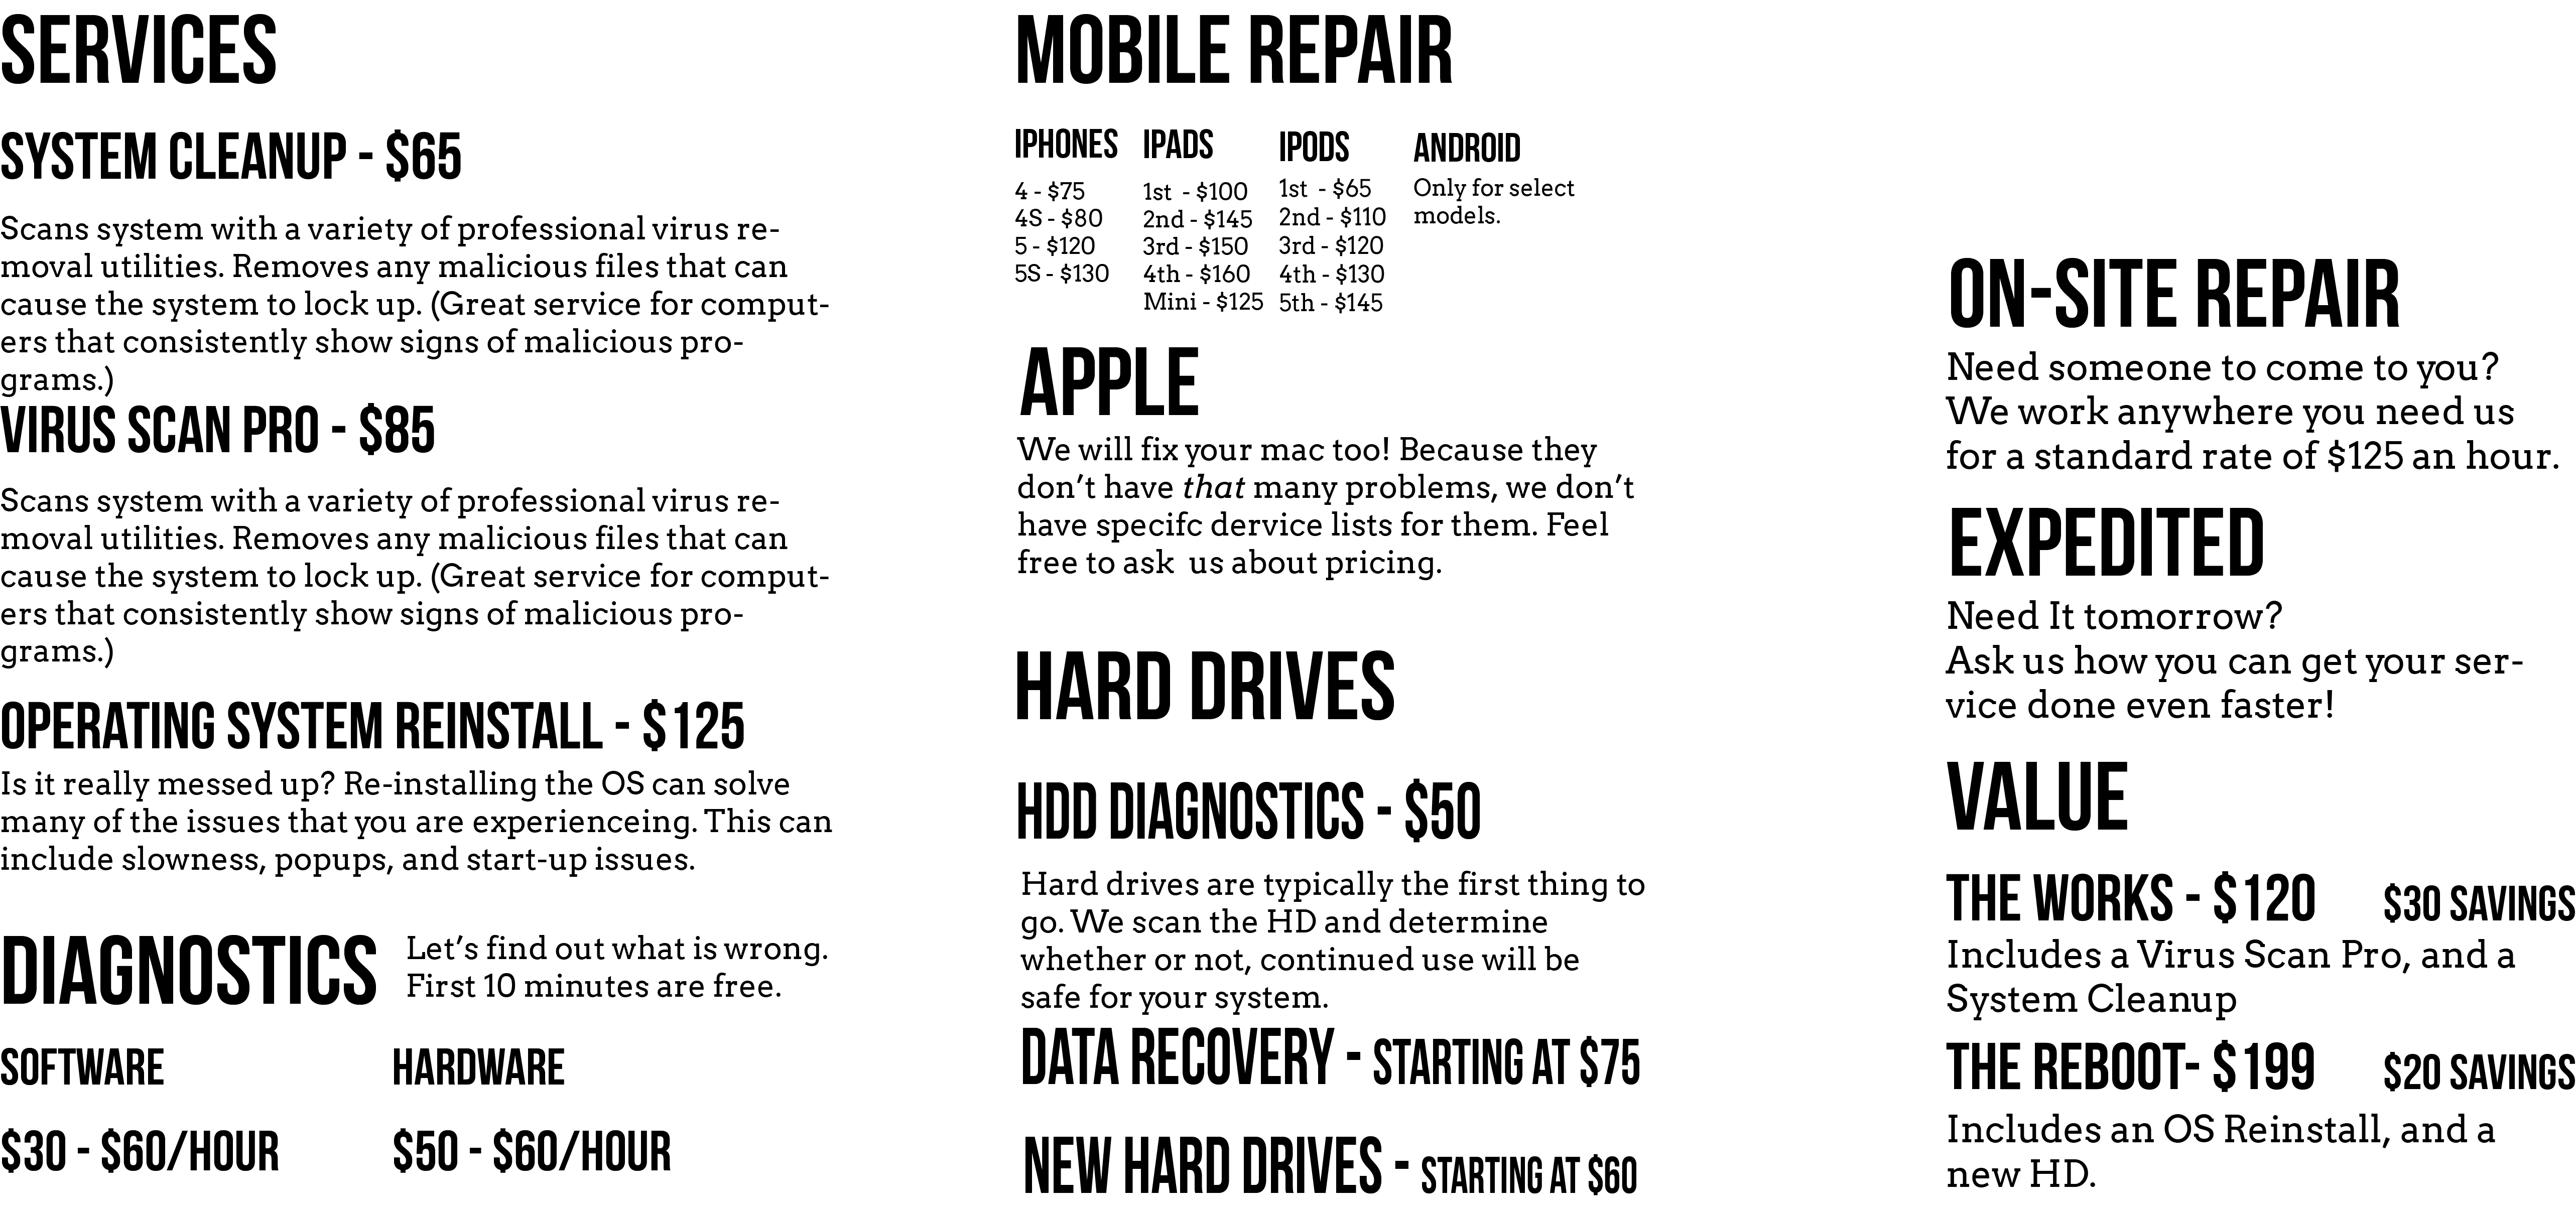 SERVICES
SYSTEM CLEANUP - $65
Scans system with a variety of professional virus re-
moval utilities. Removes any malicious files that can
cause the system to lock up. (Great service for comput-
ers that consistently show signs of malicious pro-
grams.)
VIRUS SCAN PRO - $85
Scans system with a variety of professional virus re-
moval utilities. Removes any malicious files that can
cause the system to lock up. (Great service for comput-
ers that consistently show signs of malicious pro-
grams.)
OPERATING SYSTEM REINSTALL - $125
Is it really messed up? Re-installing the OS can solve
many of the issues that you are experienceing. This can
include slowness, popups, and start-up issues.
DIAGNOSTICS
Let's find out what is wrong.
First 10 minutes are free.
SOFTWARE
$30 - $60/HOUR
HARDWARE
$50 - $60/HOUR
MOBILE REPAIR
IPHONES
4 - $75
4S - $80
5 - $120
5S - $130
IPADS
1st - $100
2nd - $145
3rd - $150
4th - $160
Mini - $125
IPODS
1st - $65
2nd - $110
3rd - $120
4th - $130
5th - $145
ANDROID
Only for select
models.
APPLE
We will fix your mac too! Because they
don't have that many problems, we don't
have specifc dervice lists for them. Feel
free to ask us about pricing.
HARD DRIVES
HDD DIAGNOSTICS - $50
Hard drives are typically the first thing to
go. We scan the HD and determine
whether or not, continued use will be
safe for your system.
DATA RECOVERY - STARTING AT $75
NEW HARD DRIVES - STARTING AT $60
ON-SITE REPAIR
Need someone to come to you?
We work anywhere you need us
for a standard rate of $125 an hour.
EXPEDITED
Need It tomorrow?
Ask us how you can get your ser-
vice done even faster!
VALUE
THE WORKS - $120 $30 SAVINGS
Includes a Virus Scan Pro, and a
System Cleanup
THE REBOOT- $199 $20 SAVINGS
Includes an OS Reinstall, and a
new HD.